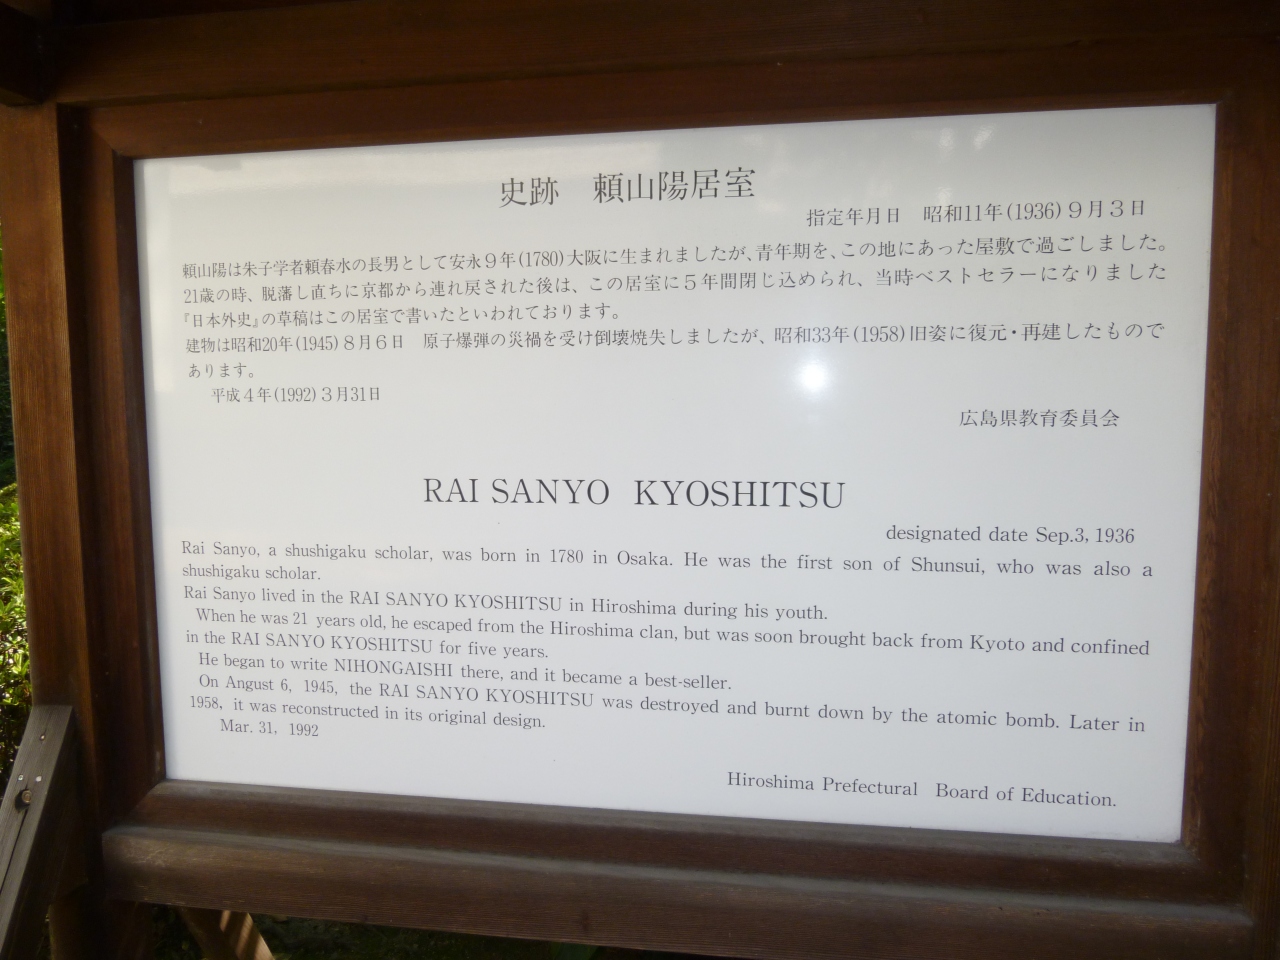 史跡　頼山陽居室
指定年月日　昭和11年(1936)９月３日
頼山陽は朱子学者頼春水の長男として安永９年(1780)大阪に生まれましたが、青年期を、この地にあった屋敷で過ごしました。
21歳の時、脱藩し直ちに京都から連れ戻された後は、この居室に５年間閉じ込められ、当時ベストセラーになりました
『日本外史』の草稿はこの居室で書いたといわれております。
建物は昭和20年(1945)８月６日　原子爆弾の災禍を受け倒壊焼失しましたが、昭和33年(1958)旧姿に復元・再建したもので
あります。
平成４年(1992)３月31日
広島県教育委員会
RAI SANYO KYOSHITSU
designated date Sep.3, 1936
Rai Sanyo, a shushigaku scholar, was born in 1780 in Osaka. He was the first son of Shunsui, who was also a
shushigaku scholar.
Rai Sanyo lived in the RAI SANYO KYOSHITSU in Hiroshima during his youth.
When he was 21 years old, he escaped from the Hiroshima clan, but was soon brought back from Kyoto and confined
in the RAI SANYO KYOSHITSU for five years.
He began to write NIHONGAISHI there, and it became a best-seller.
On Angust 6, 1945, the RAI SANYO KYOSHITSU was destroyed and burnt down by the atomic bomb. Later in
1958, it was reconstructed in its original design.
Mar. 31, 1992
Hiroshima Prefectural Board of Education.